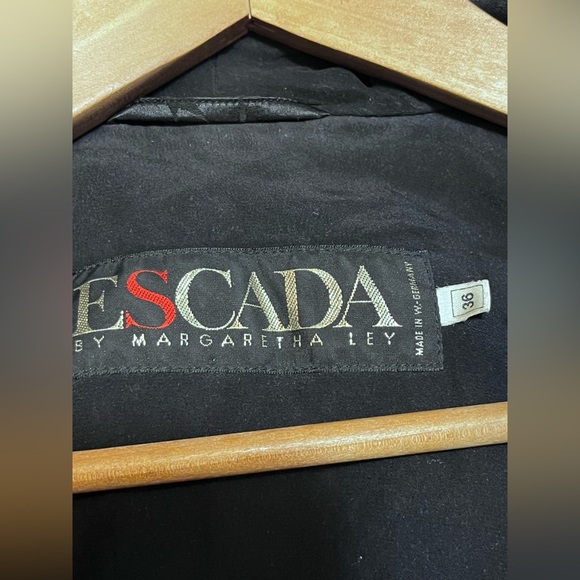 ESCADA
BY MARGARETHA LEY
MADE IN W.-GERMANY
36